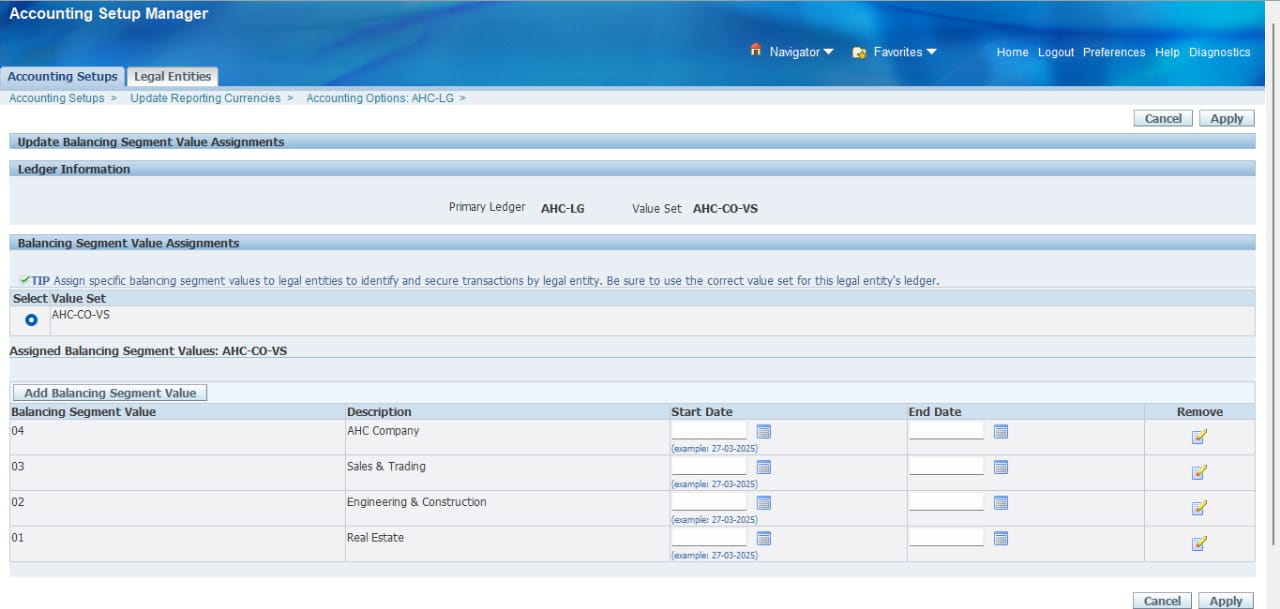 Accounting Setup Manager
Navigator Favorites Home Logout Preferences Help Diagnostics
Accounting Setups Legal Entities
Accounting Setups > Update Reporting Currencies > Accounting Options: AHC-LG >
Cancel Apply
Update Balancing Segment Value Assignments
Ledger Information
Primary Ledger AHC-LG Value Set AHC-CO-VS
Balancing Segment Value Assignments
TIP Assign specific balancing segment values to legal entities to identify and secure transactions by legal entity. Be sure to use the correct value set for this legal entity's ledger.
Select Value Set
AHC-CO-VS
Assigned Balancing Segment Values: AHC-CO-VS
Add Balancing Segment Value
Balancing Segment Value Description Start Date End Date Remove
04 AHC Company
(example: 27-03-2025)
03 Sales & Trading
(example: 27-03-2025)
02 Engineering & Construction
(example: 27-03-2025)
01 Real Estate
(example: 27-03-2025)
Cancel Apply